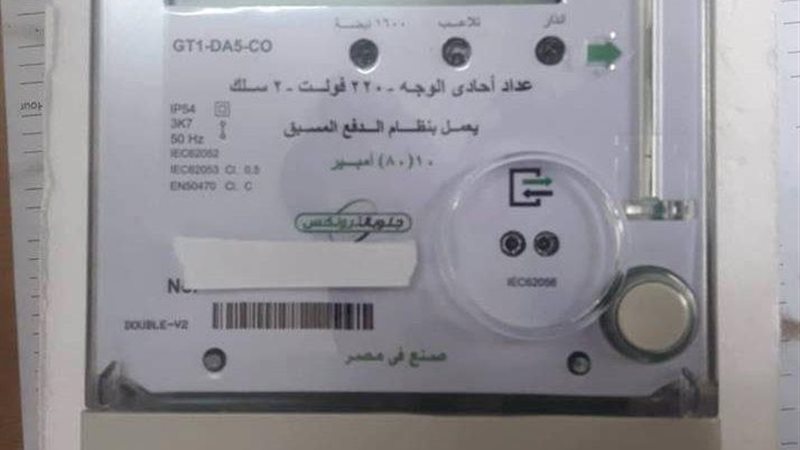 ١٦٠٠ نبضة
تلاعب
انذار
GT1-DA5-CO
عداد أحادى الوجه - ٢٢٠ فولت - ٢ سلك
IP54
3K7
50 Hz
يعمل بنظام الدفع المسبق
IEC62052
IEC62053 Cl. 0.5
EN50470 Cl. C
١٠(٨٠) أمبير
جلوبالترونكس
IEC62056
DOUBLE-V2
صنع فى مصر